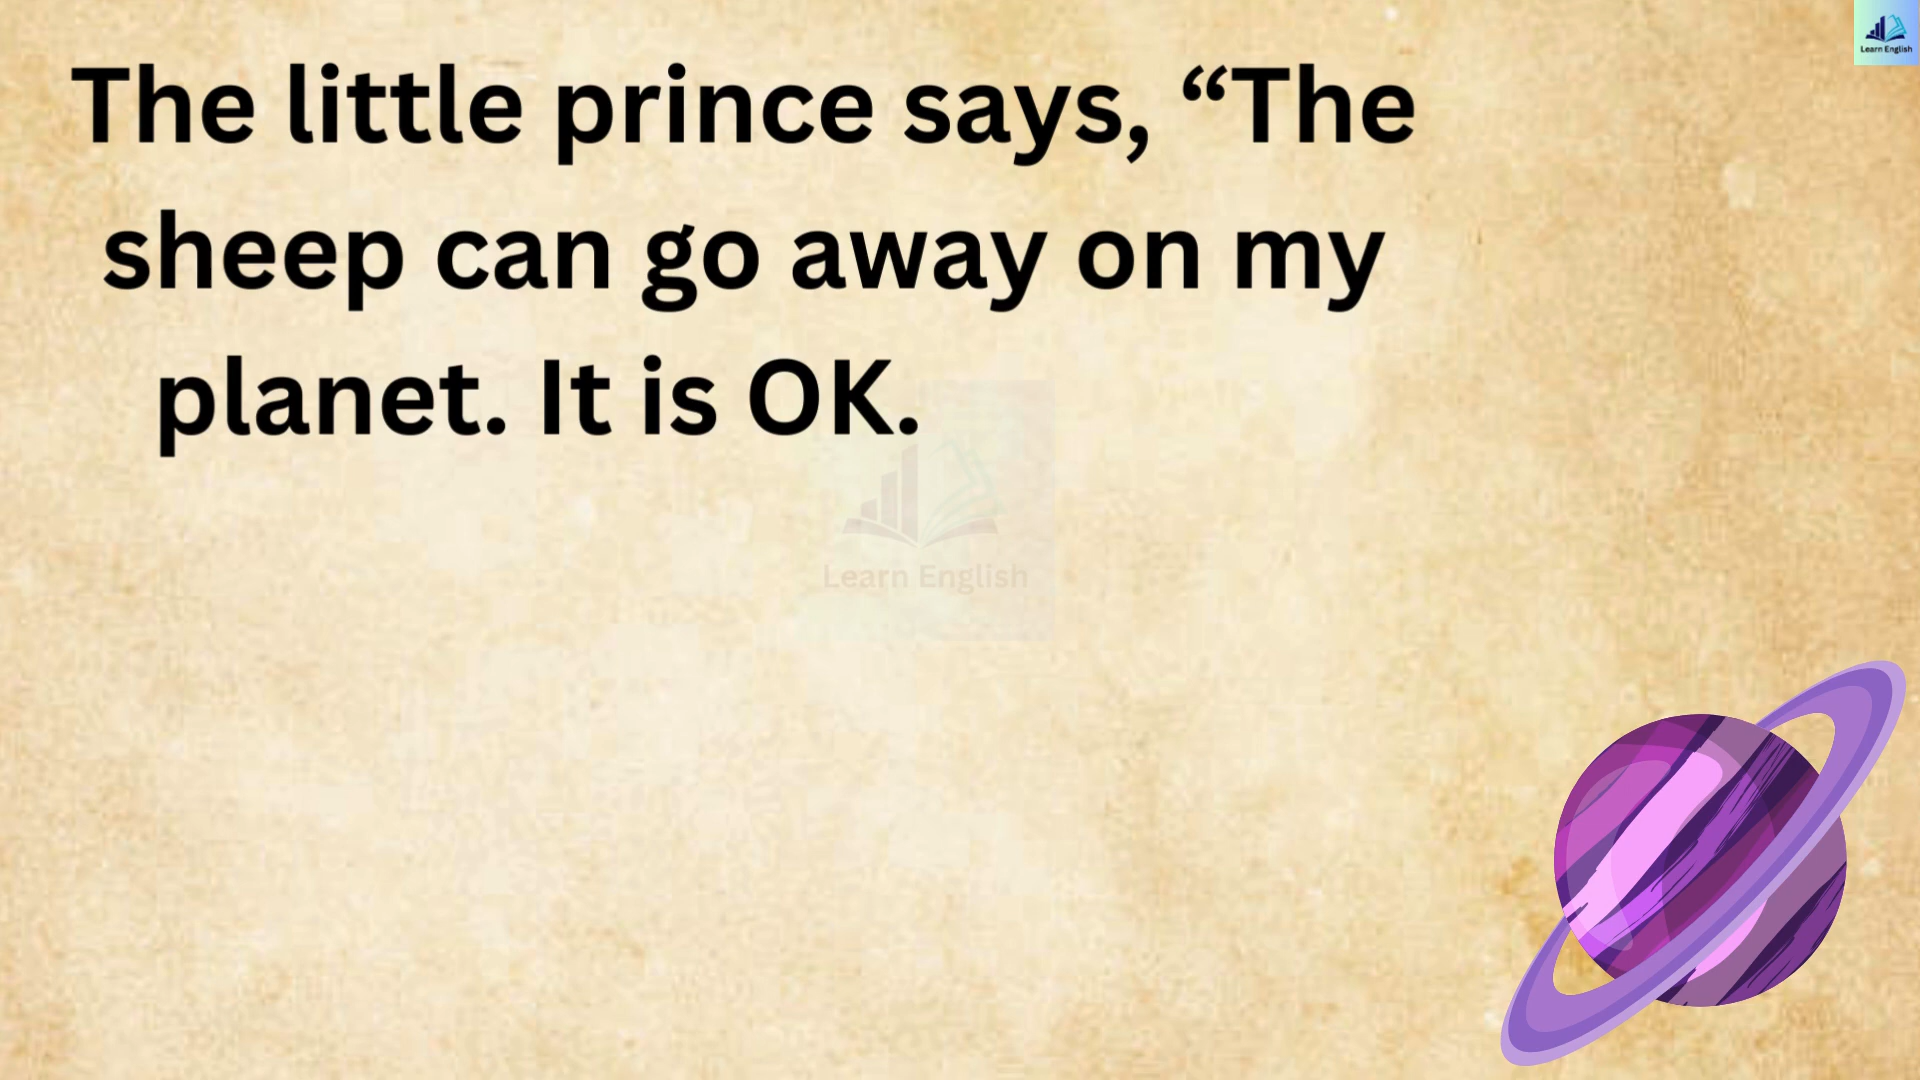 The little prince says, “The
sheep can go away on my
planet. It is OK.
Learn English
Learn English